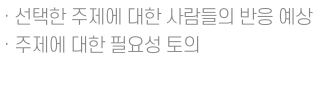 · 선택한 주제에 대한 사람들의 반응 예상
· 주제에 대한 필요성 토의